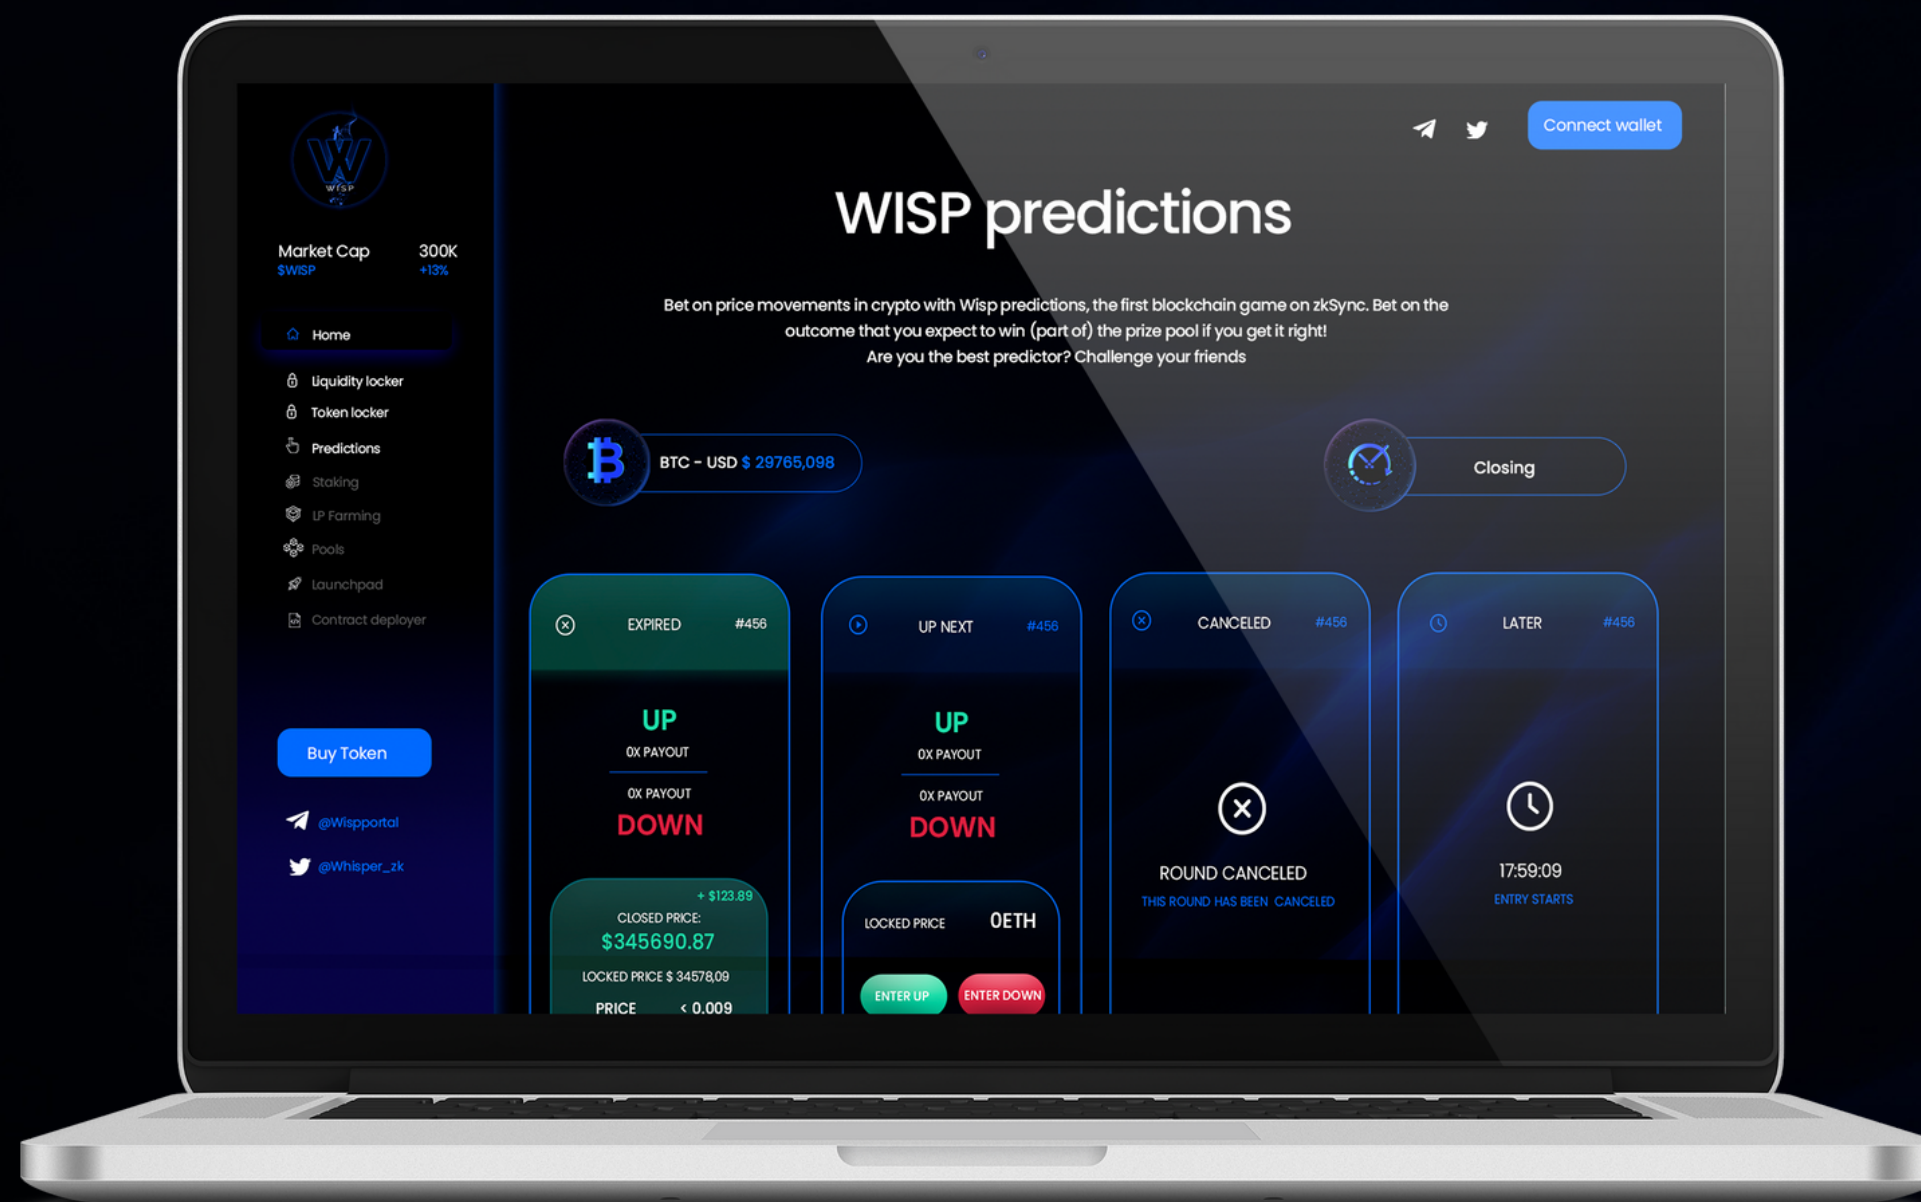 W
WISP
Market Cap 300K
$WISP +13%
Home
Liquidity locker
Token locker
Predictions
Staking
LP Farming
Pools
Launchpad
Contract deployer
Buy Token
@Wispportal
@Whisper_zk
Connect wallet
WISP predictions
Bet on price movements in crypto with Wisp predictions, the first blockchain game on zkSync. Bet on the
outcome that you expect to win (part of) the prize pool if you get it right!
Are you the best predictor? Challenge your friends
BTC - USD $ 29765,098
Closing
EXPIRED #456
UP
0X PAYOUT
0X PAYOUT
DOWN
+ $123.89
CLOSED PRICE:
$345690.87
LOCKED PRICE $ 34578,09
PRICE < 0.009
UP NEXT #456
UP
0X PAYOUT
0X PAYOUT
DOWN
LOCKED PRICE 0ETH
ENTER UP ENTER DOWN
CANCELED #456
ROUND CANCELED
THIS ROUND HAS BEEN CANCELED
LATER #456
17:59:09
ENTRY STARTS